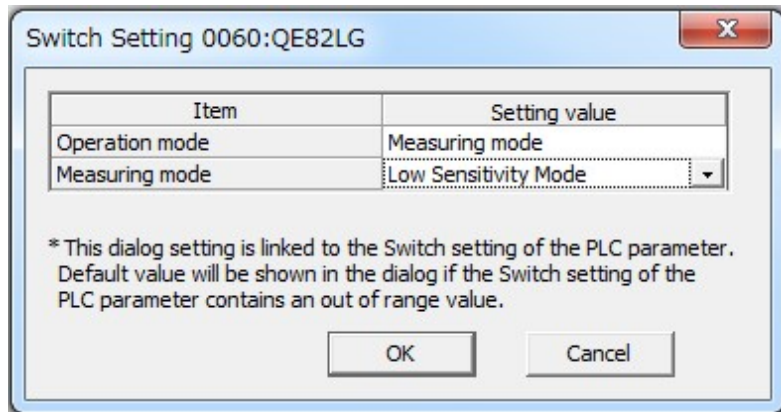 Switch Setting 0060:QE82LG
Item Setting value
Operation mode Measuring mode
Measuring mode Low Sensitivity Mode
* This dialog setting is linked to the Switch setting of the PLC parameter.
Default value will be shown in the dialog if the Switch setting of the
PLC parameter contains an out of range value.
OK Cancel